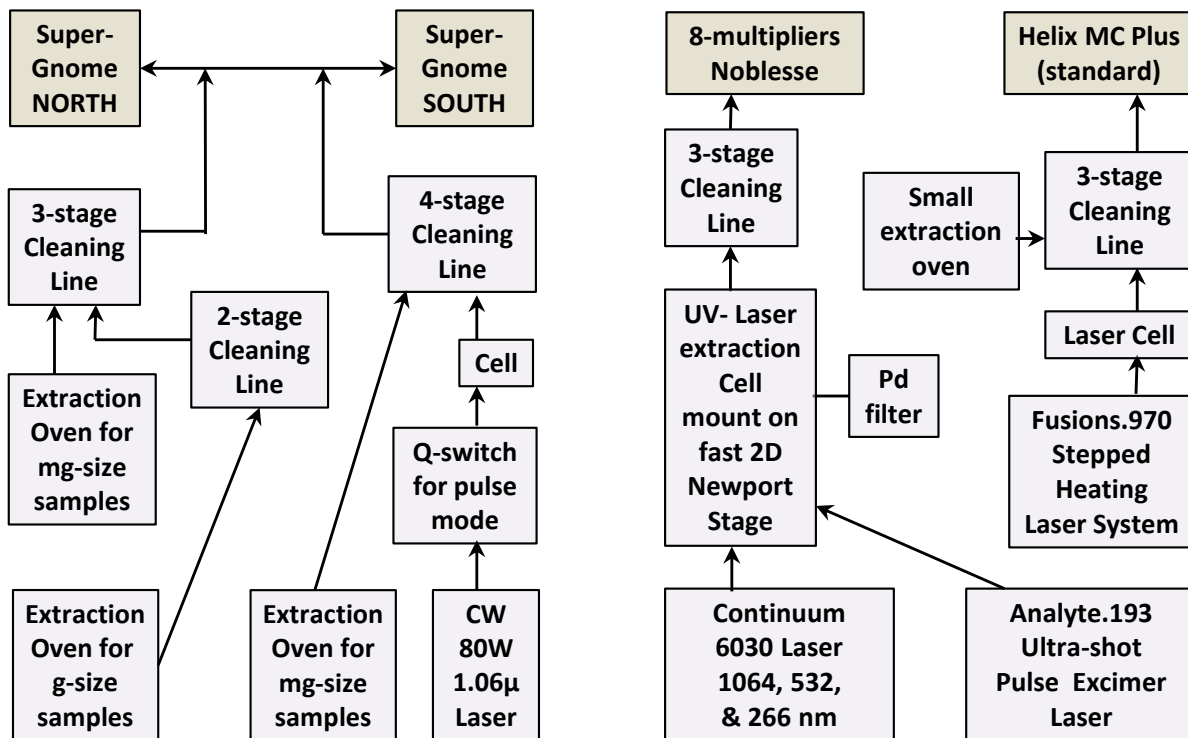 Super-
Gnome
NORTH
Super-
Gnome
SOUTH
8-multipliers
Noblesse
Helix MC Plus
(standard)
3-stage
Cleaning
Line
4-stage
Cleaning
Line
3-stage
Cleaning
Line
Small
extraction
oven
3-stage
Cleaning
Line
2-stage
Cleaning
Line
Cell
UV- Laser
extraction
Cell
mount on
fast 2D
Newport
Stage
Pd
filter
Laser Cell
Extraction
Oven for
mg-size
samples
Q-switch
for pulse
mode
Fusions.970
Stepped
Heating
Laser System
Extraction
Oven for
g-size
samples
Extraction
Oven for
mg-size
samples
CW
80W
1.06µ
Laser
Continuum
6030 Laser
1064, 532,
& 266 nm
Analyte.193
Ultra-shot
Pulse Excimer
Laser